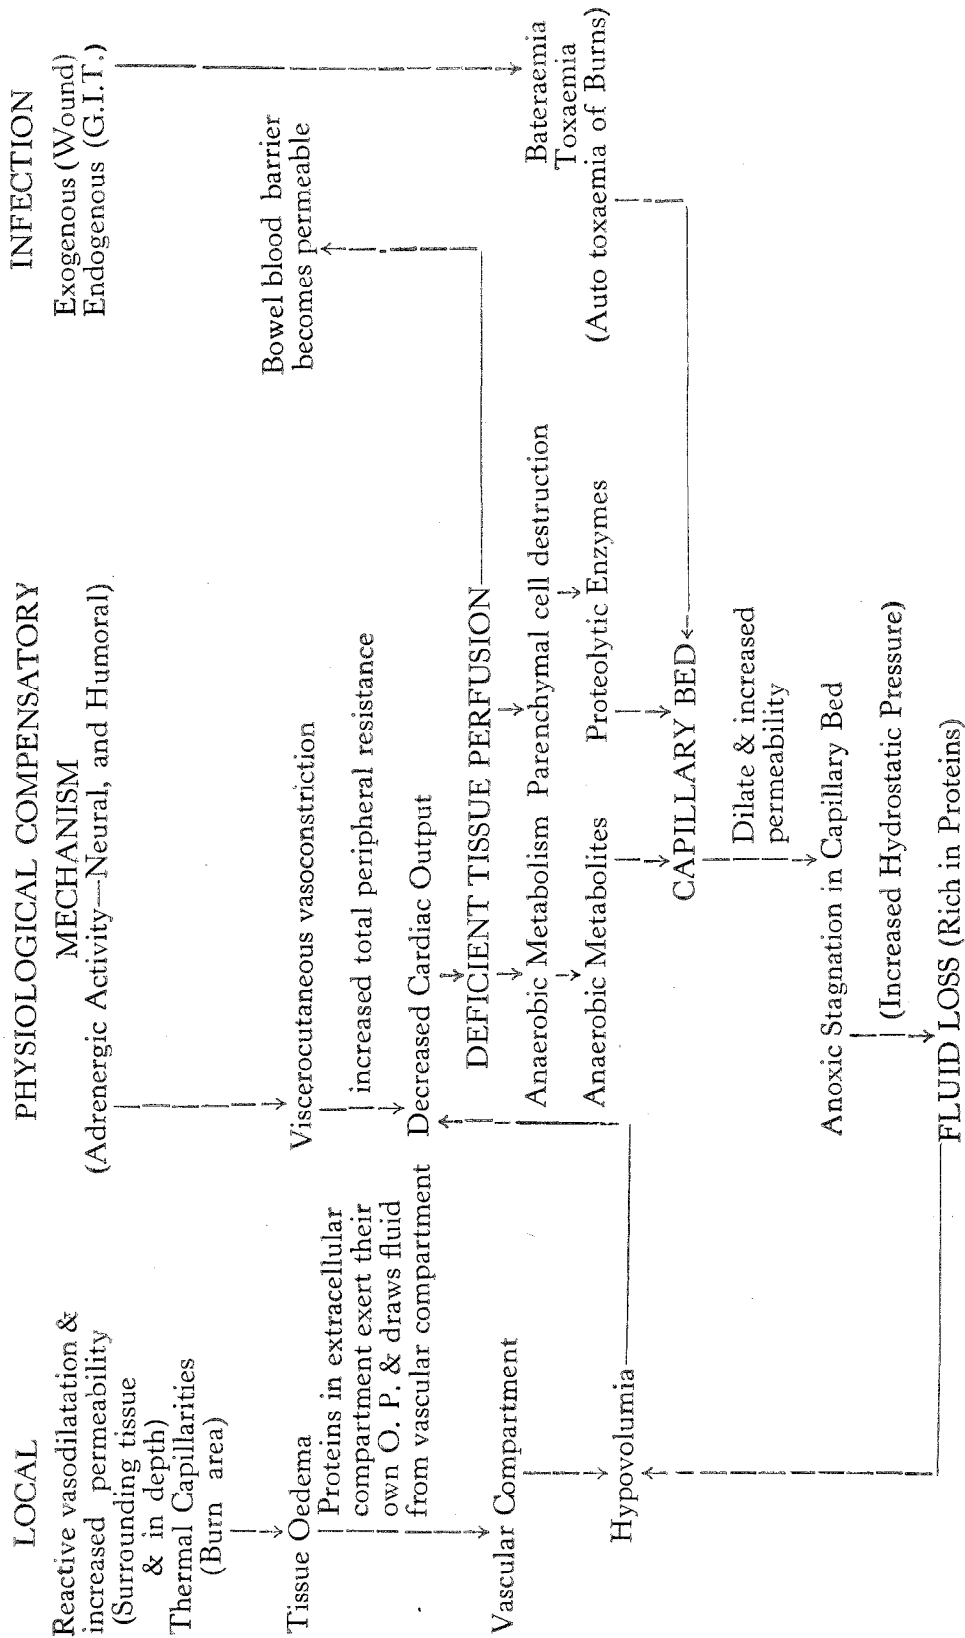 LOCAL
Reactive vasodilatation &
increased permeability
(Surrounding tissue
& in depth)
Thermal Capillarities
(Burn area)
Tissue Oedema
Proteins in extracellular
compartment exert their
own O. P. & draws fluid
from vascular compartment
Vascular Compartment
Hypovolumia
PHYSIOLOGICAL COMPENSATORY
MECHANISM
(Adrenergic Activity—Neural, and Humoral)
Viscerocutaneous vasoconstriction
increased total peripheral resistance
Decreased Cardiac Output
DEFICIENT TISSUE PERFUSION
Anaerobic Metabolism Parenchymal cell destruction
Anaerobic Metabolites Proteolytic Enzymes
CAPILLARY BED
Dilate & increased
permeability
Anoxic Stagnation in Capillary Bed
(Increased Hydrostatic Pressure)
FLUID LOSS (Rich in Proteins)
INFECTION
Exogenous (Wound)
Endogenous (G.I.T.)
Bowel blood barrier
becomes permeable
Bateraemia
Toxaemia
(Auto toxaemia of Burns)